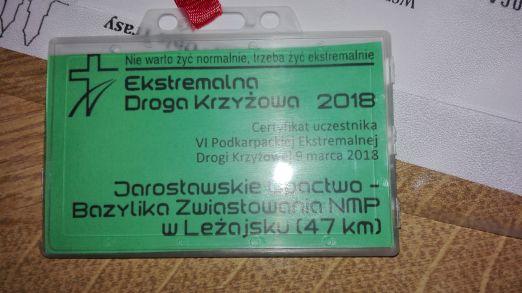 Nie warto żyć normalnie, trzeba żyć ekstremalnie
Ekstremalna
Droga Krzyżowa 2018
Certyfikat uczestnika
VI Podkarpackiej Ekstremalnej
Drogi Krzyżowej 9 marca 2018
Jarosławskie Opactwo -
Bazylika Zwiastowania NMP
w Leżajsku (47 km)